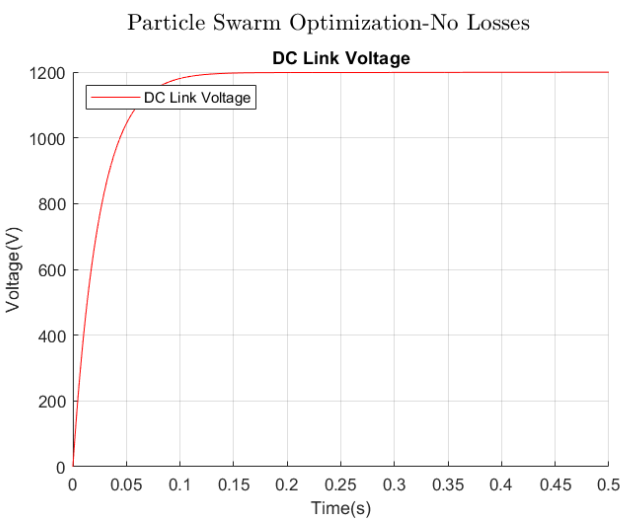 Particle Swarm Optimization-No Losses
DC Link Voltage
DC Link Voltage
Voltage(V)
1200
1000
800
600
400
200
0
0 0.05 0.1 0.15 0.2 0.25 0.3 0.35 0.4 0.45 0.5
Time(s)